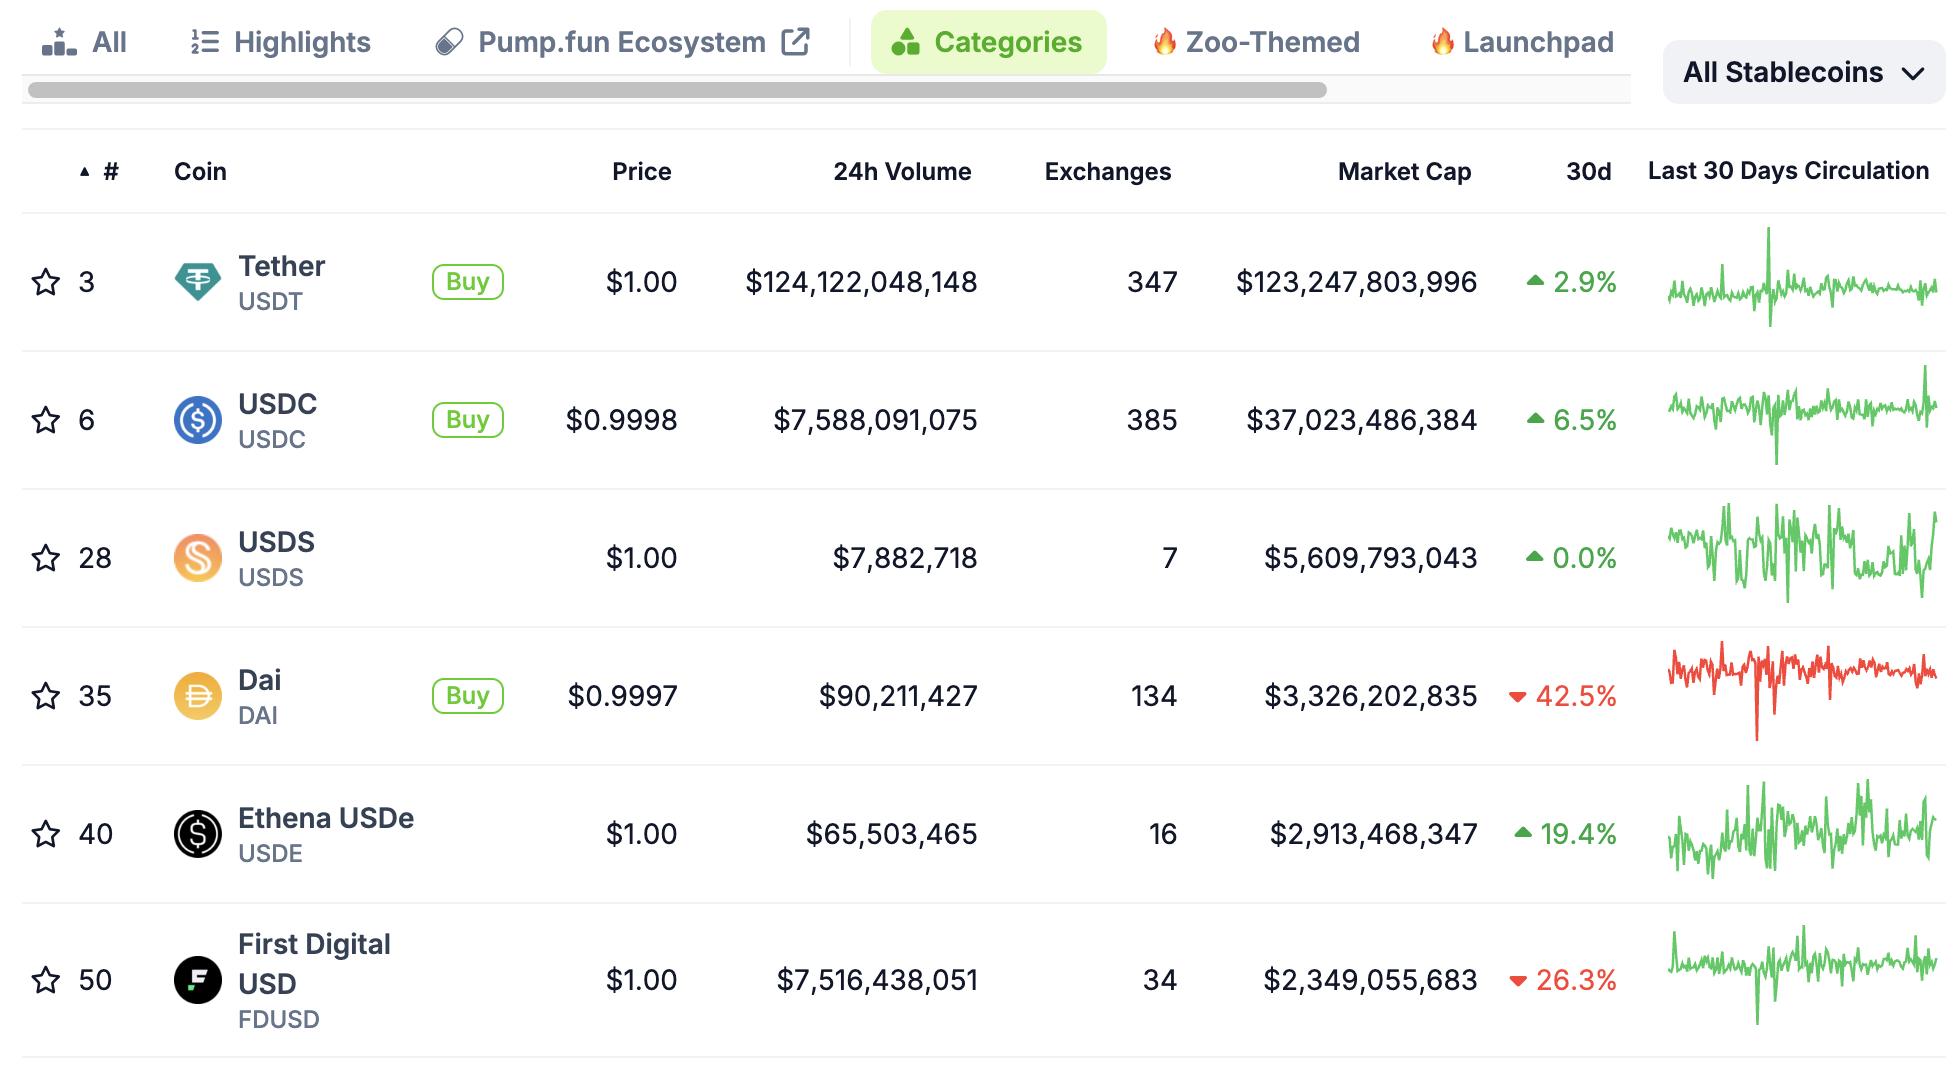 All Highlights Pump.fun Ecosystem Categories Zoo-Themed Launchpad
All Stablecoins
# Coin Price 24h Volume Exchanges Market Cap 30d Last 30 Days Circulation
3 Tether USDT Buy $1.00 $124,122,048,148 347 $123,247,803,996 2.9%
6 USDC USDC Buy $0.9998 $7,588,091,075 385 $37,023,486,384 6.5%
28 USDS USDS $1.00 $7,882,718 7 $5,609,793,043 0.0%
35 Dai DAI Buy $0.9997 $90,211,427 134 $3,326,202,835 42.5%
40 Ethena USDe USDE $1.00 $65,503,465 16 $2,913,468,347 19.4%
50 First Digital USD FDUSD $1.00 $7,516,438,051 34 $2,349,055,683 26.3%